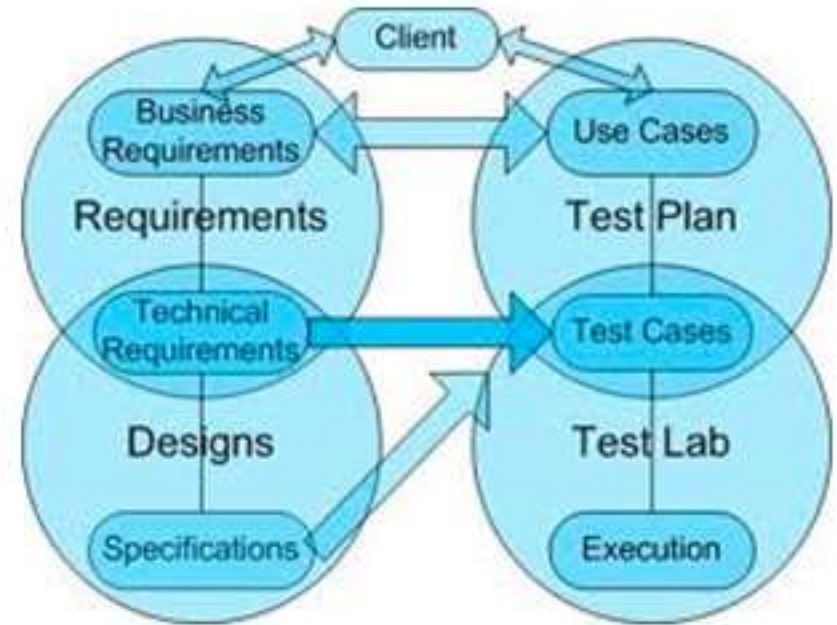 Client
Business
Requirements
Use Cases
Requirements
Test Plan
Technical
Requirements
Test Cases
Designs
Test Lab
Specifications
Execution